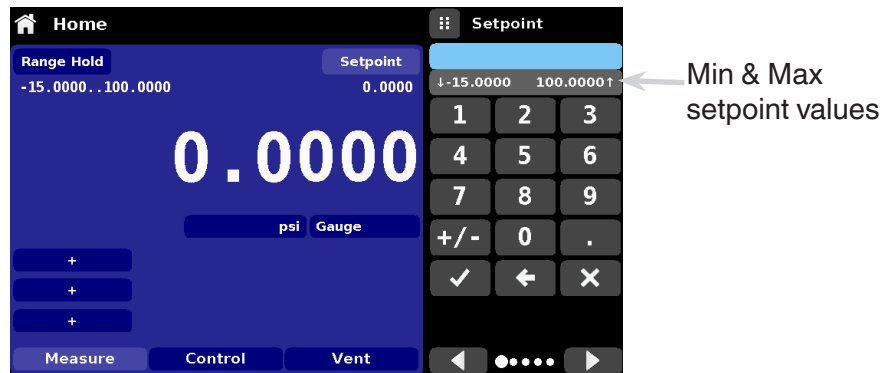 Home
Range Hold Setpoint
-15.0000..100.0000 0.0000
0.0000
psi Gauge
+
+
+
Measure Control Vent
Setpoint
↓-15.0000 100.0000↑
1 2 3
4 5 6
7 8 9
+/- 0 .
Min & Max
setpoint values